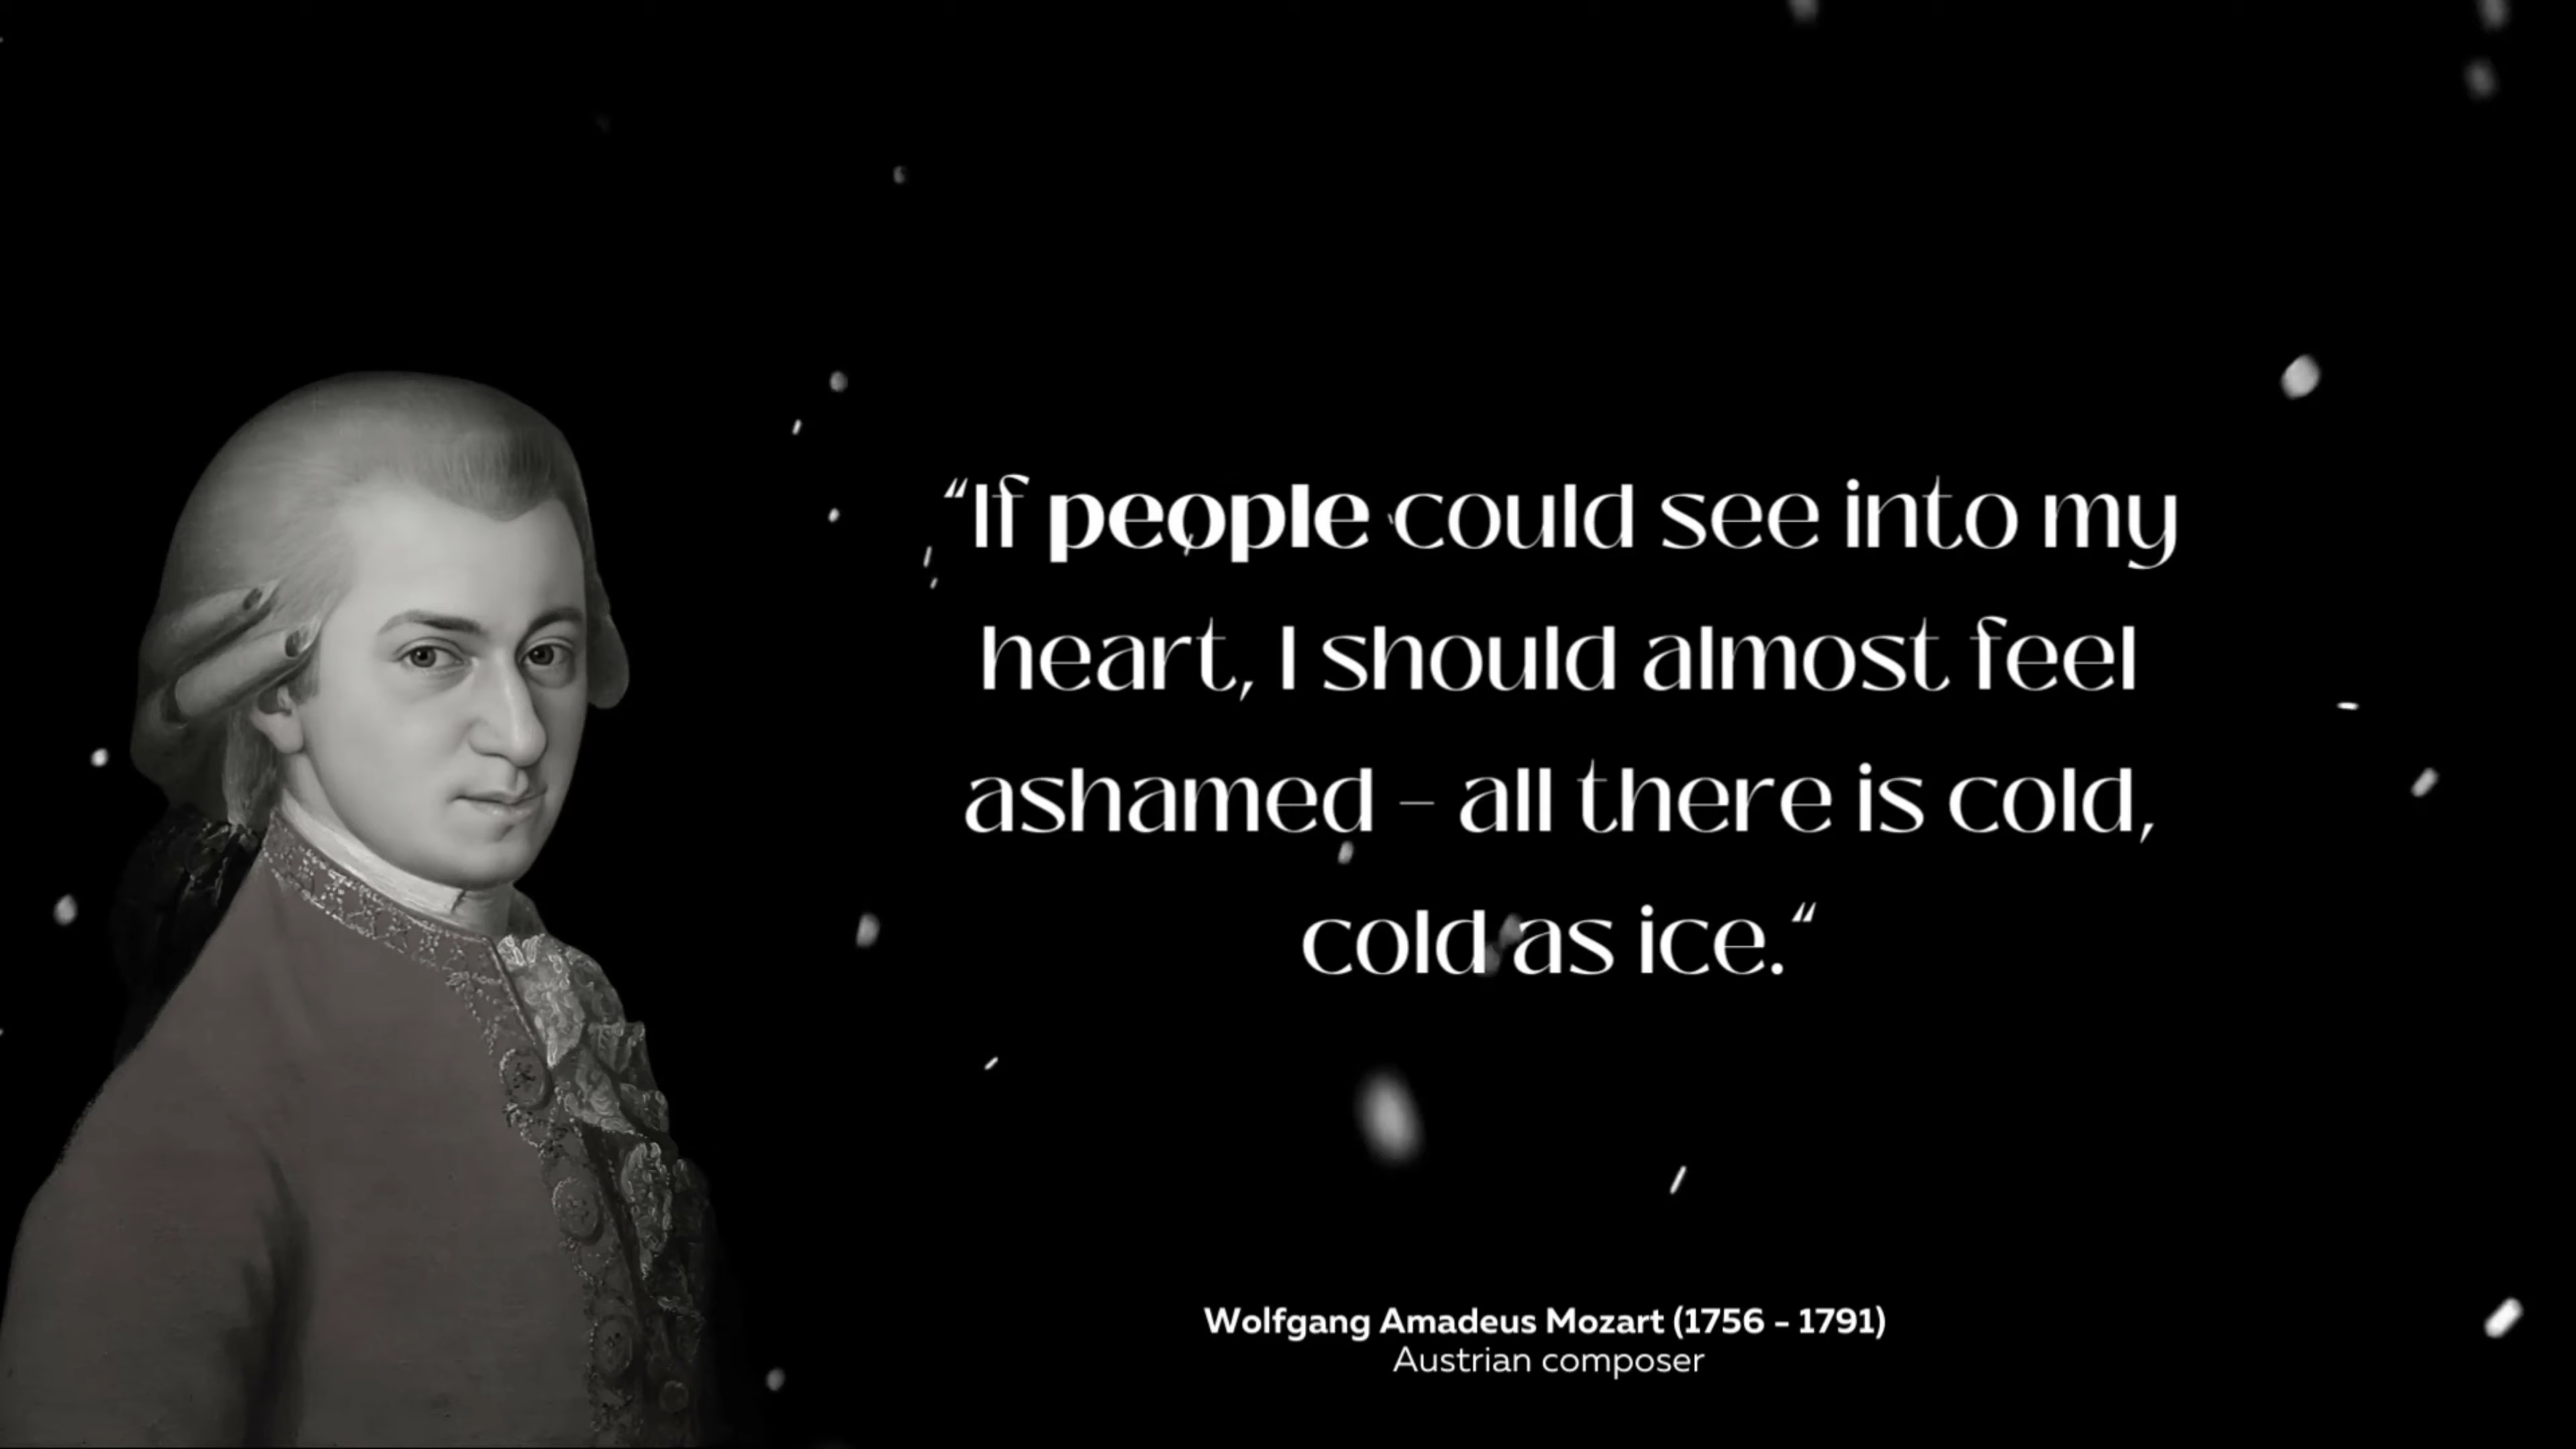 “If people could see into my
heart, I should almost feel
ashamed – all there is cold,
cold as ice.“
Wolfgang Amadeus Mozart (1756 – 1791)
Austrian composer